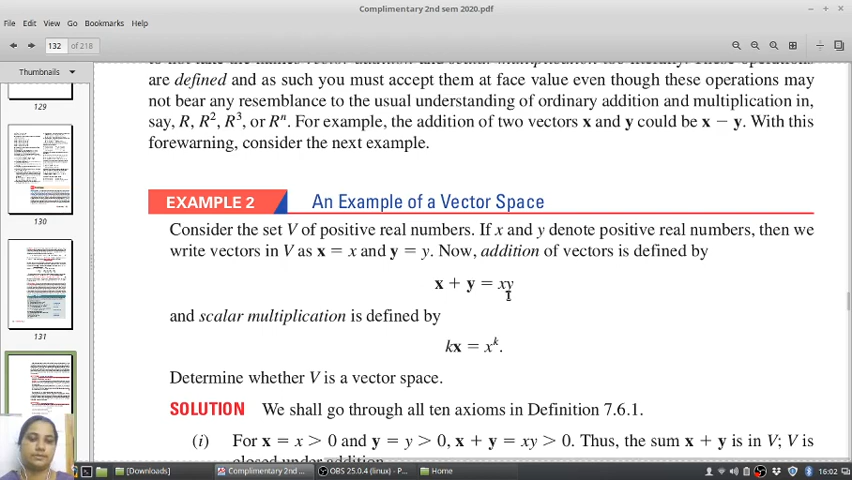 Complimentary 2nd sem 2020.pdf
File Edit View Go Bookmarks Help
132 of 218
Thumbnails
129
130
131
are defined and as such you must accept them at face value even though these operations may
not bear any resemblance to the usual understanding of ordinary addition and multiplication in,
say, R, R², R³, or Rⁿ. For example, the addition of two vectors x and y could be x − y. With this
forewarning, consider the next example.
EXAMPLE 2 An Example of a Vector Space
Consider the set V of positive real numbers. If x and y denote positive real numbers, then we
write vectors in V as x = x and y = y. Now, addition of vectors is defined by
x + y = xy
and scalar multiplication is defined by
kx = xᵏ.
Determine whether V is a vector space.
SOLUTION We shall go through all ten axioms in Definition 7.6.1.
(i) For x = x > 0 and y = y > 0, x + y = xy > 0. Thus, the sum x + y is in V; V is
closed under addition.
[Downloads] Complimentary 2nd ... OBS 25.0.4 (linux) - P... Home 16:02